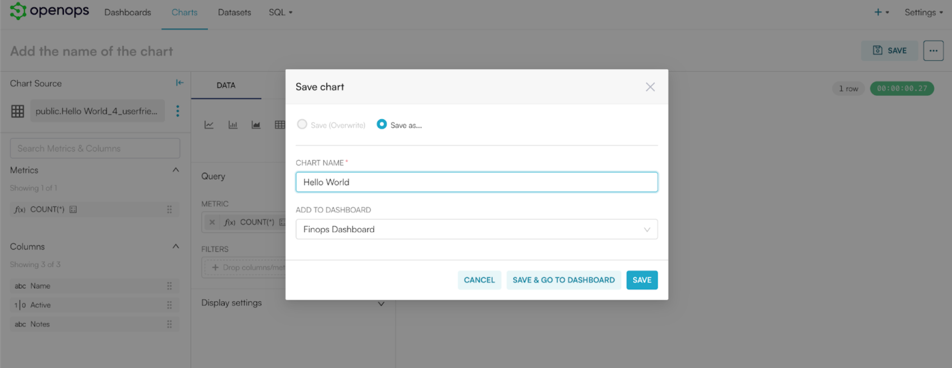 openops Dashboards Charts Datasets SQL + Settings
Add the name of the chart
SAVE ...
Chart Source DATA 1 row 00:00:00.27
public.Hello World_4_userfrie...
Search Metrics & Columns
Metrics
Showing 1 of 1
f(x) COUNT(*)
Columns
Showing 3 of 3
abc Name
1|0 Active
abc Notes
Query
METRIC
× f(x) COUNT(*)
FILTERS
+ Drop columns/met
Display settings
Save chart
Save (Overwrite) Save as...
CHART NAME *
Hello World
ADD TO DASHBOARD
Finops Dashboard
CANCEL SAVE & GO TO DASHBOARD SAVE